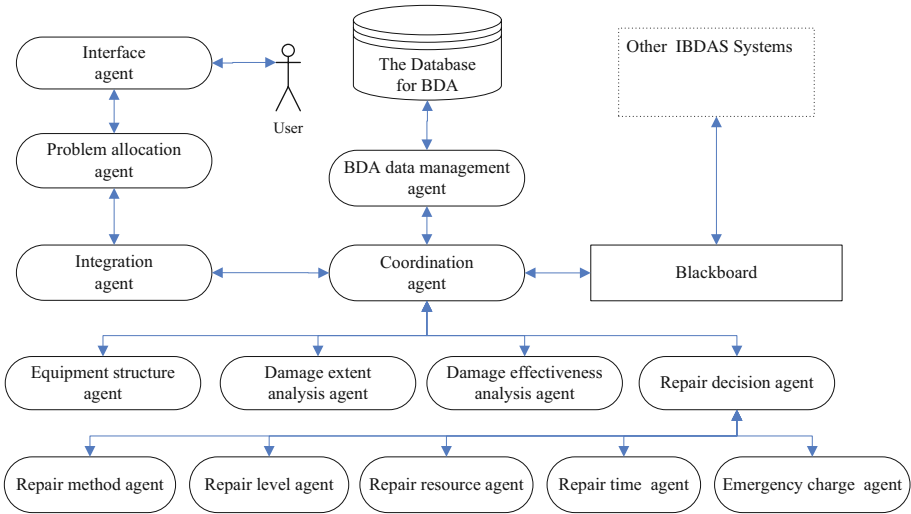 Interface
agent
User
The Database
for BDA
Other IBDAS Systems
Problem allocation
agent
BDA data management
agent
Integration
agent
Coordination
agent
Blackboard
Equipment structure
agent
Damage extent
analysis agent
Damage effectiveness
analysis agent
Repair decision agent
Repair method agent
Repair level agent
Repair resource agent
Repair time agent
Emergency charge agent